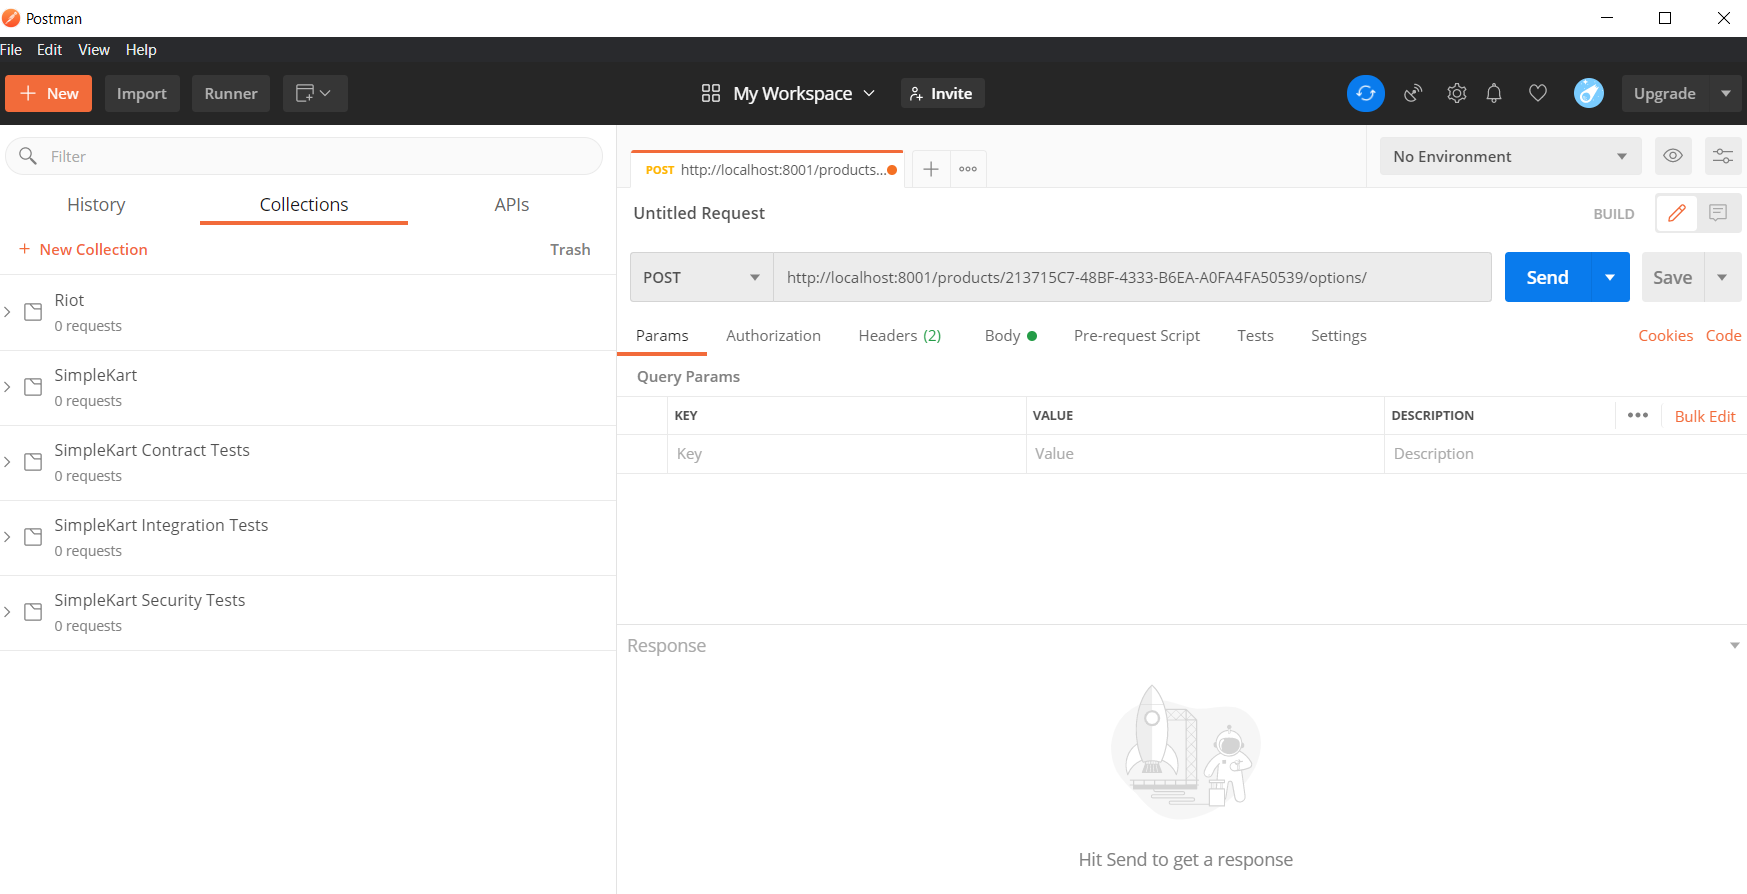 Postman
File Edit View Help
+ New Import Runner My Workspace Invite Upgrade
Filter
History Collections APIs
+ New Collection Trash
Riot
0 requests
SimpleKart
0 requests
SimpleKart Contract Tests
0 requests
SimpleKart Integration Tests
0 requests
SimpleKart Security Tests
0 requests
POST http://localhost:8001/products...
No Environment
Untitled Request BUILD
POST http://localhost:8001/products/213715C7-48BF-4333-B6EA-A0FA4FA50539/options/ Send Save
Params Authorization Headers (2) Body Pre-request Script Tests Settings Cookies Code
Query Params
KEY VALUE DESCRIPTION ••• Bulk Edit
Key Value Description
Response
Hit Send to get a response